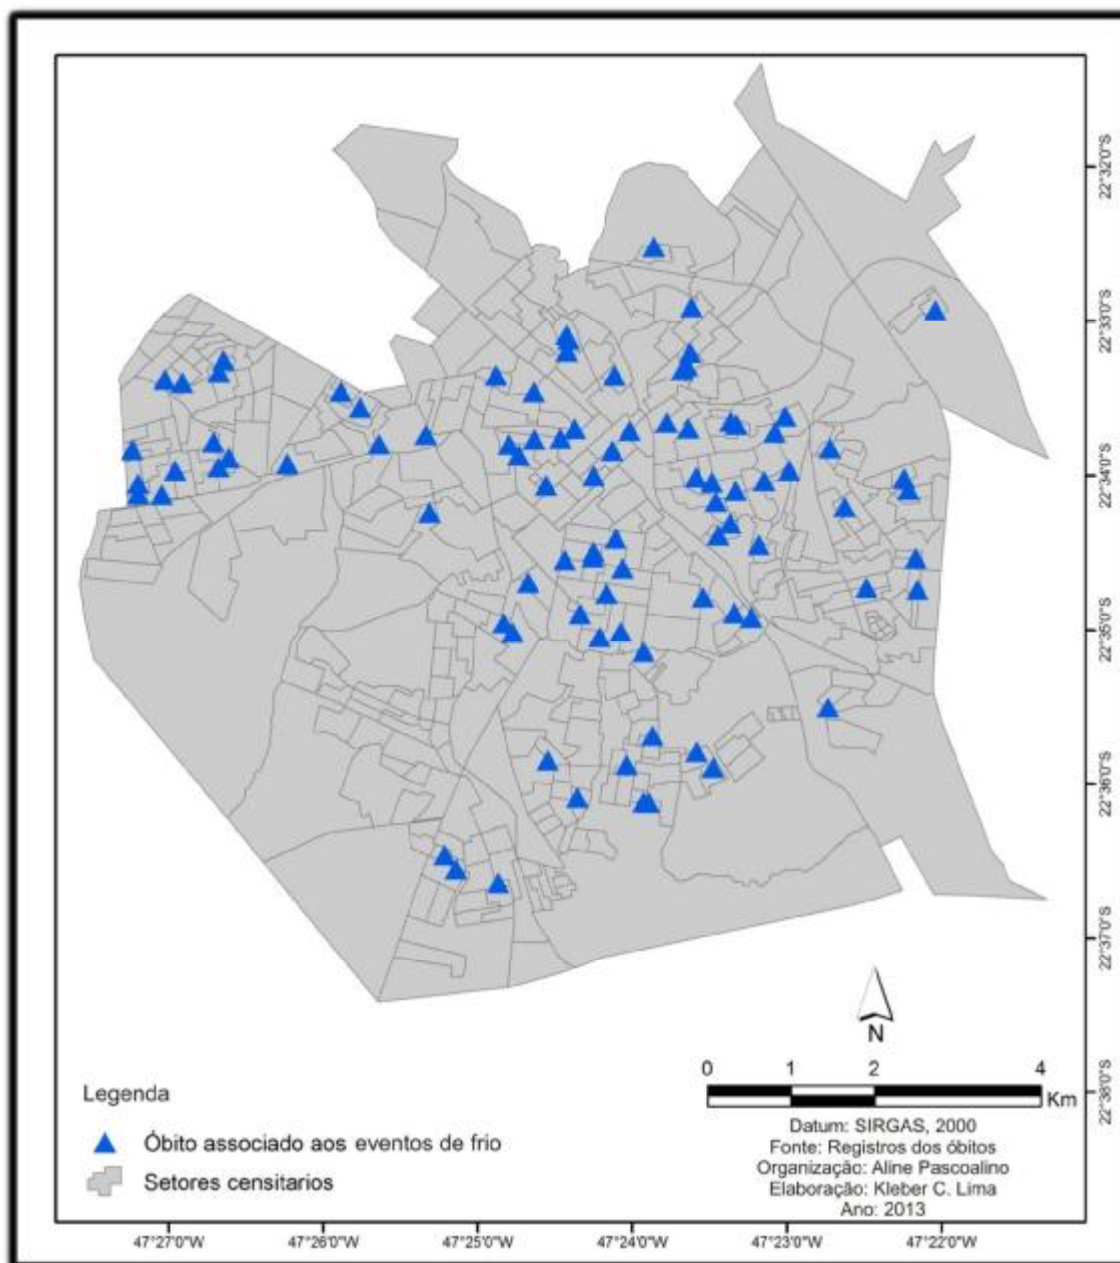 22°32'0"S
22°33'0"S
22°34'0"S
22°35'0"S
22°36'0"S
22°37'0"S
22°38'0"S
N
0 1 2 4
Km
Legenda
Óbito associado aos eventos de frio
Setores censitarios
Datum: SIRGAS, 2000
Fonte: Registros dos óbitos
Organização: Aline Pascoalino
Elaboração: Kleber C. Lima
Ano: 2013
47°27'0"W 47°26'0"W 47°25'0"W 47°24'0"W 47°23'0"W 47°22'0"W